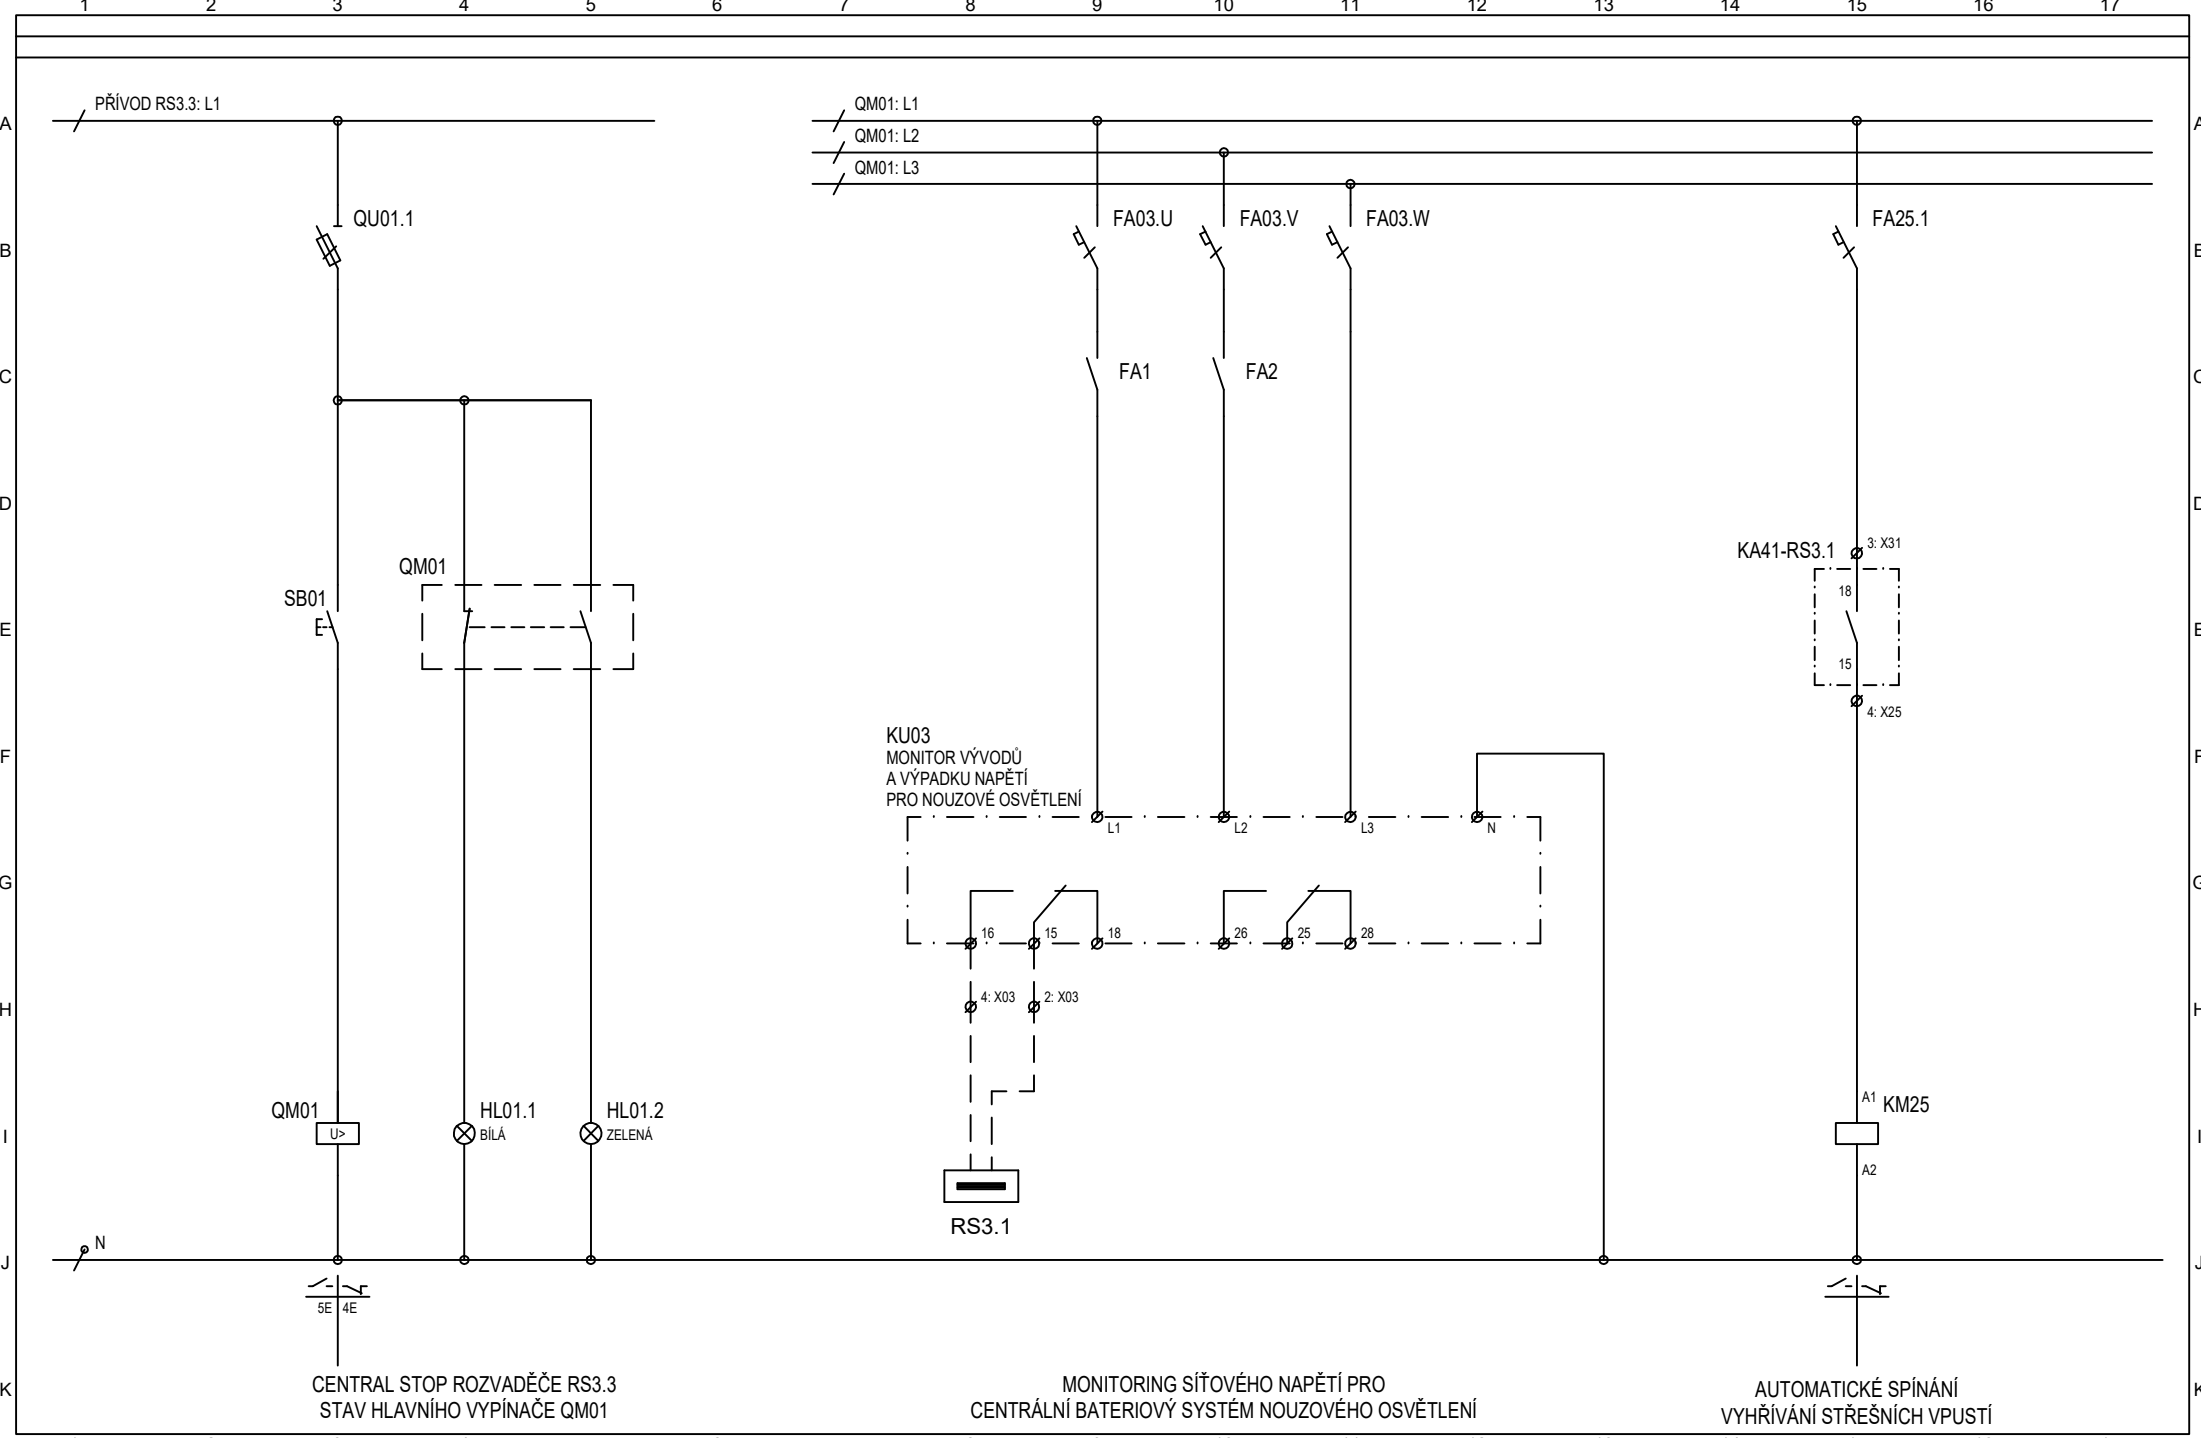 1 2 3 4 5 6 7 8 9 10 11 12 13 14 15 16 17
PŘÍVOD RS3.3: L1
QM01: L1
A A
QM01: L2
QM01: L3
QU01.1
FA03.U
FA03.V
FA03.W
FA25.1
B B
FA1
FA2
C C
D D
KA41-RS3.1
3: X31
QM01
SB01
18
E E
15
4: X25
KU03
MONITOR VÝVODŮ
A VÝPADKU NAPĚTÍ
PRO NOUZOVÉ OSVĚTLENÍ
F F
L1 L2 L3 N
G G
16 15 18 26 25 28
4: X03 2: X03
H H
QM01
U>
HL01.1
BÍLÁ
HL01.2
ZELENÁ
A1
KM25
I I
A2
RS3.1
N
J J
5E 4E
CENTRAL STOP ROZVADĚČE RS3.3
STAV HLAVNÍHO VYPÍNAČE QM01
MONITORING SÍŤOVÉHO NAPĚTÍ PRO
CENTRÁLNÍ BATERIOVÝ SYSTÉM NOUZOVÉHO OSVĚTLENÍ
AUTOMATICKÉ SPÍNÁNÍ
VYHŘÍVÁNÍ STŘEŠNÍCH VPUSTÍ
K K